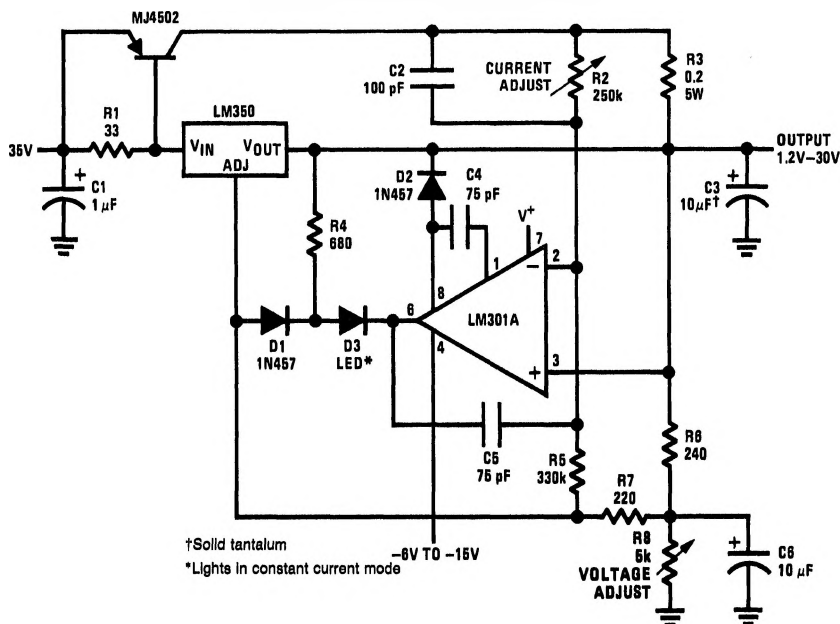 MJ4502
C2
100 pF
CURRENT
ADJUST
R2
250k
R3
0.2
5W
R1
33
LM350
35V
VIN
VOUT
ADJ
OUTPUT
1.2V–30V
C1
1 μF
D2
1N457
C4
75 pF
C3
10μF†
R4
680
V+
7
1
2
8
6
LM301A
4
3
D1
1N457
D3
LED*
C5
75 pF
R5
330k
R6
240
R7
220
R8
5k
VOLTAGE
ADJUST
C6
10 μF
–6V TO –15V
†Solid tantalum
*Lights in constant current mode